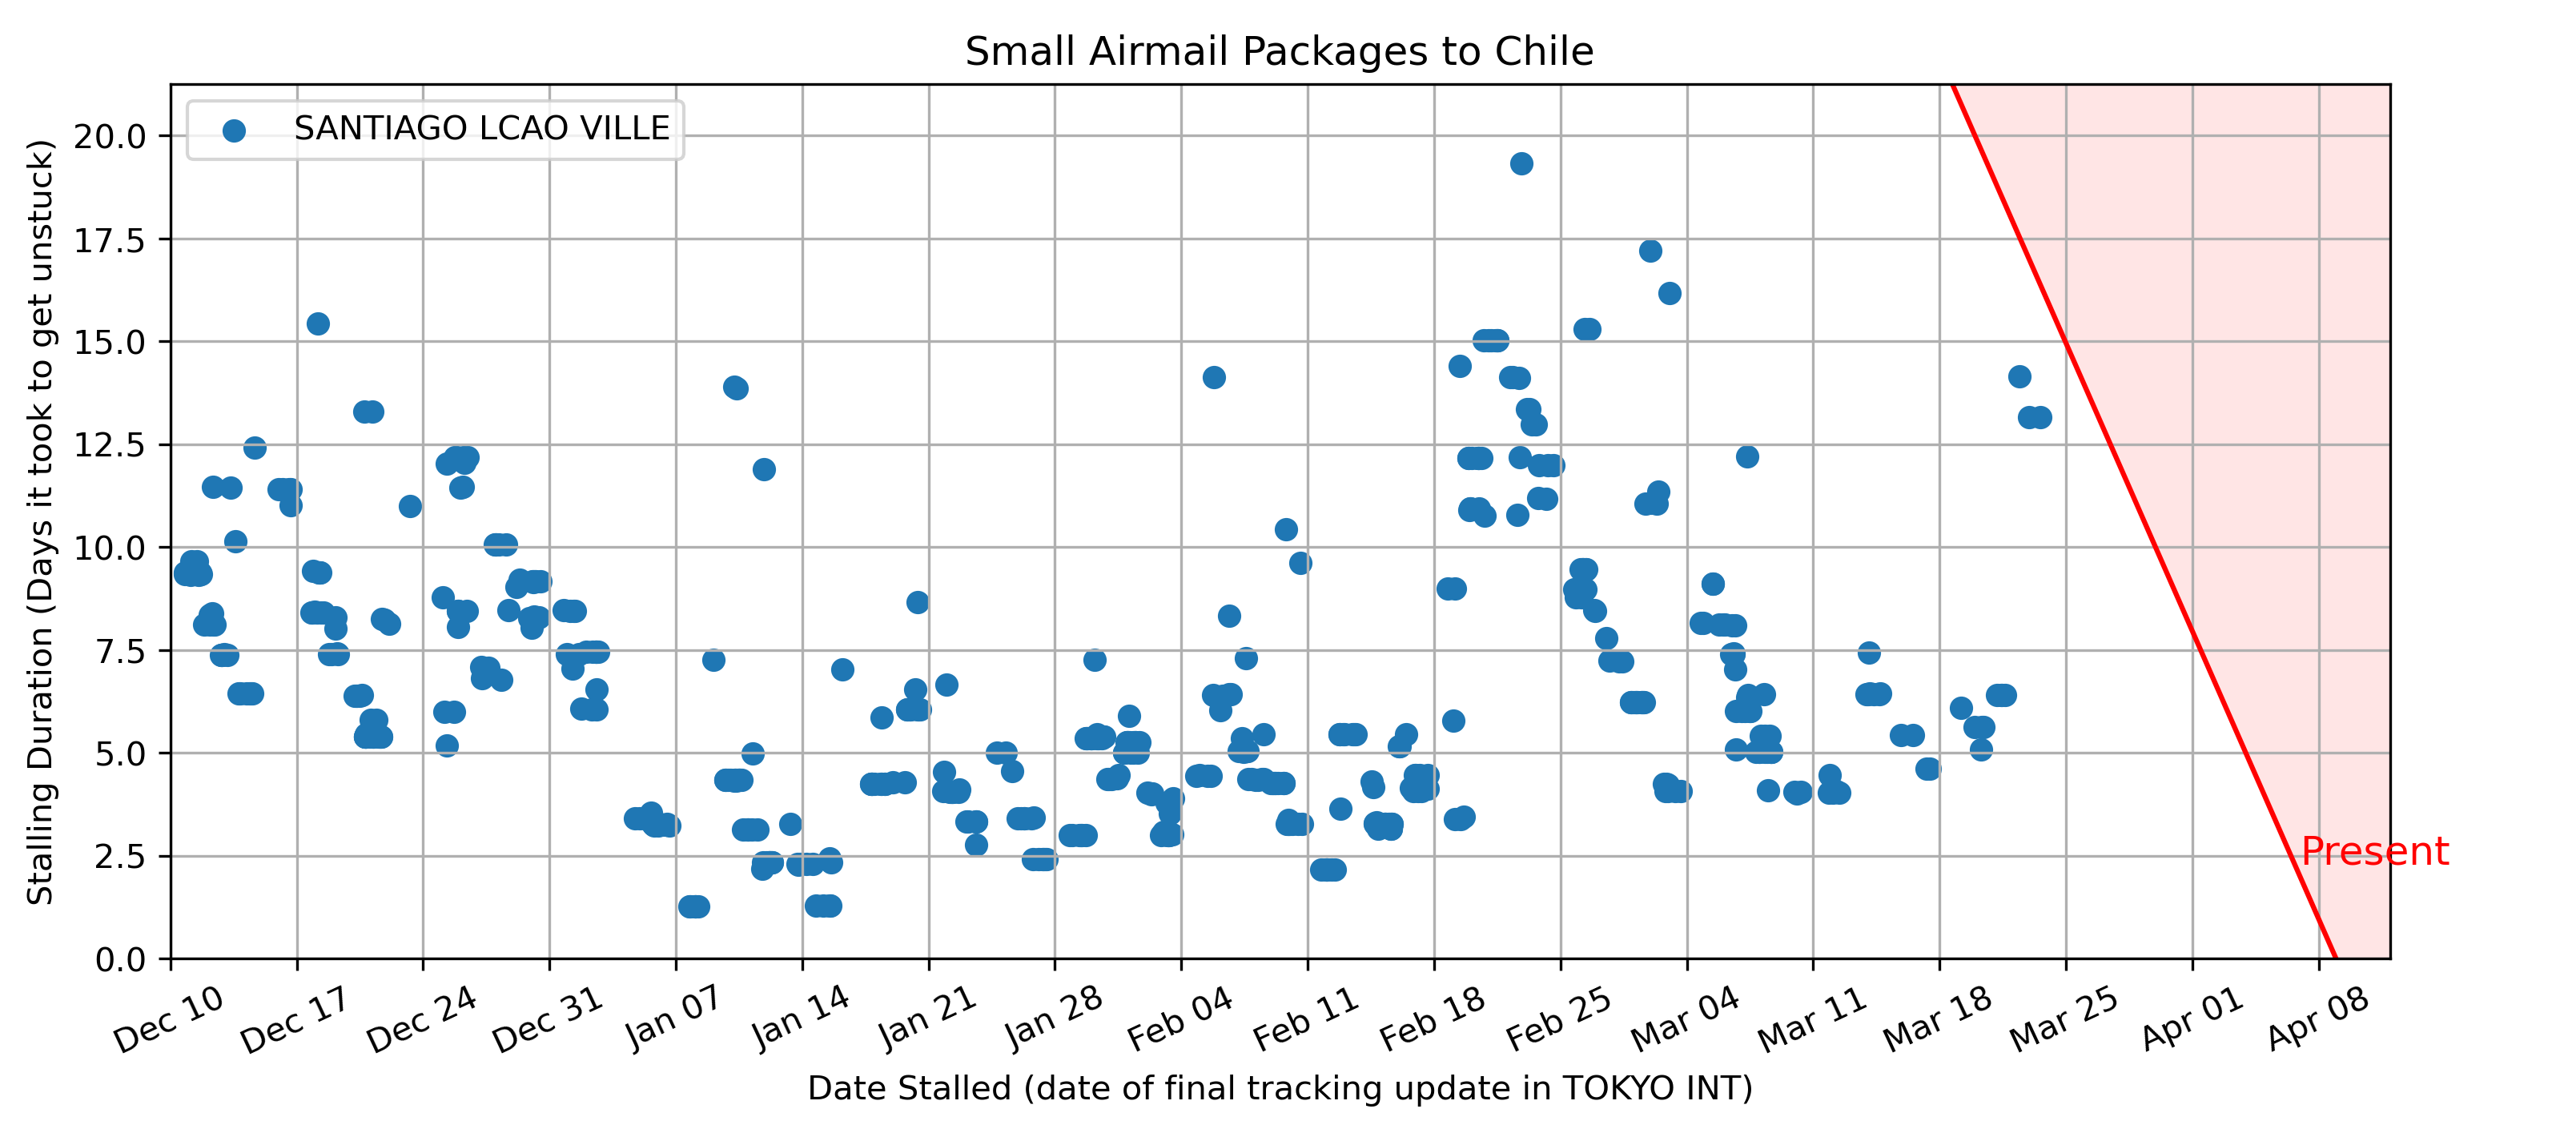 Small Airmail Packages to Chile
SANTIAGO LCAO VILLE
Stalling Duration (Days it took to get unstuck)
20.0
17.5
15.0
12.5
10.0
7.5
5.0
2.5
0.0
Present
Dec 10 Dec 17 Dec 24 Dec 31 Jan 07 Jan 14 Jan 21 Jan 28 Feb 04 Feb 11 Feb 18 Feb 25 Mar 04 Mar 11 Mar 18 Mar 25 Apr 01 Apr 08
Date Stalled (date of final tracking update in TOKYO INT)